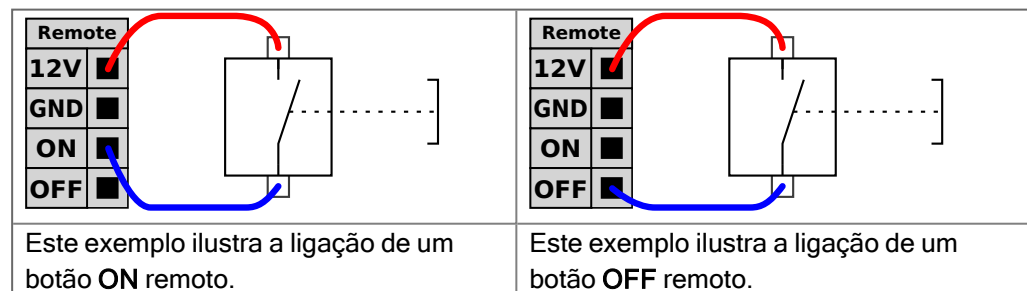 Remote
12V
GND
ON
OFF
Este exemplo ilustra a ligação de um
botão ON remoto.
Remote
12V
GND
ON
OFF
Este exemplo ilustra a ligação de um
botão OFF remoto.